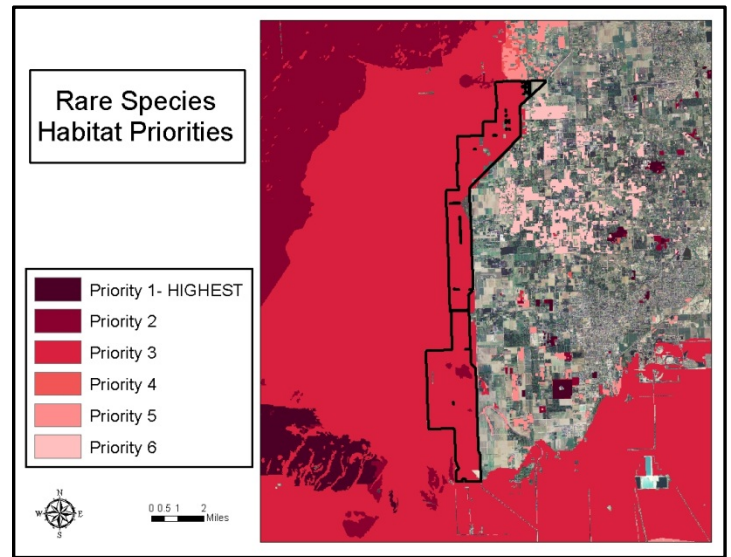 Rare Species
Habitat Priorities
Priority 1- HIGHEST
Priority 2
Priority 3
Priority 4
Priority 5
Priority 6
N
W
E
S
0 0.5 1 2
Miles